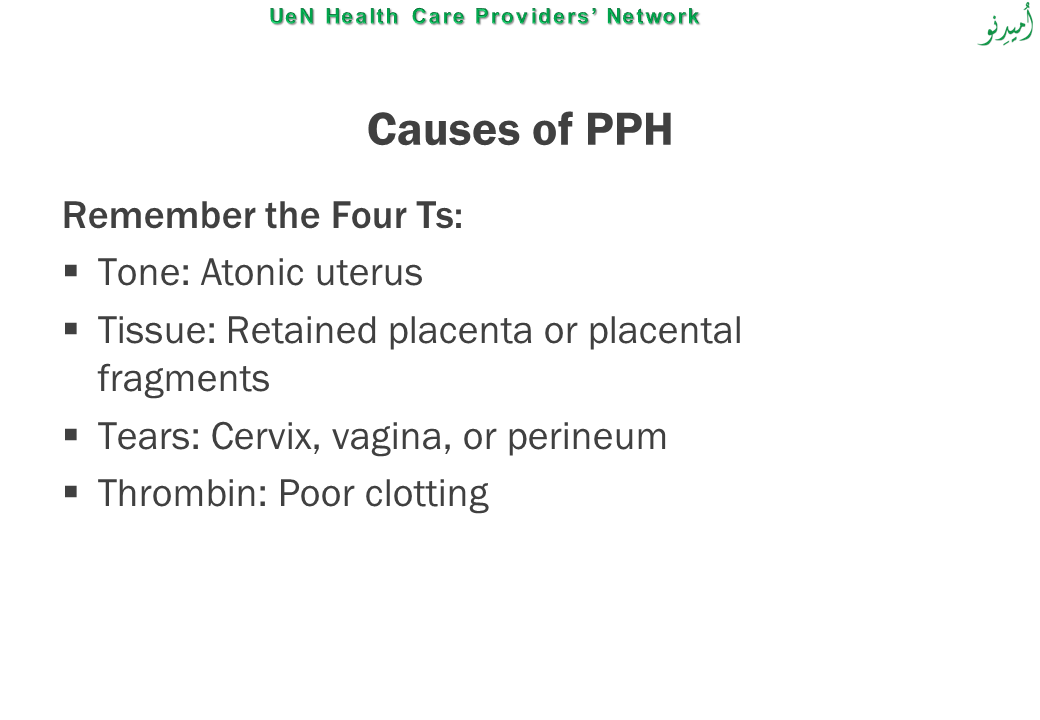 UeN Health Care Providers’ Network
أُميدِنو
Causes of PPH
Remember the Four Ts:
▪ Tone: Atonic uterus
▪ Tissue: Retained placenta or placental
fragments
▪ Tears: Cervix, vagina, or perineum
▪ Thrombin: Poor clotting